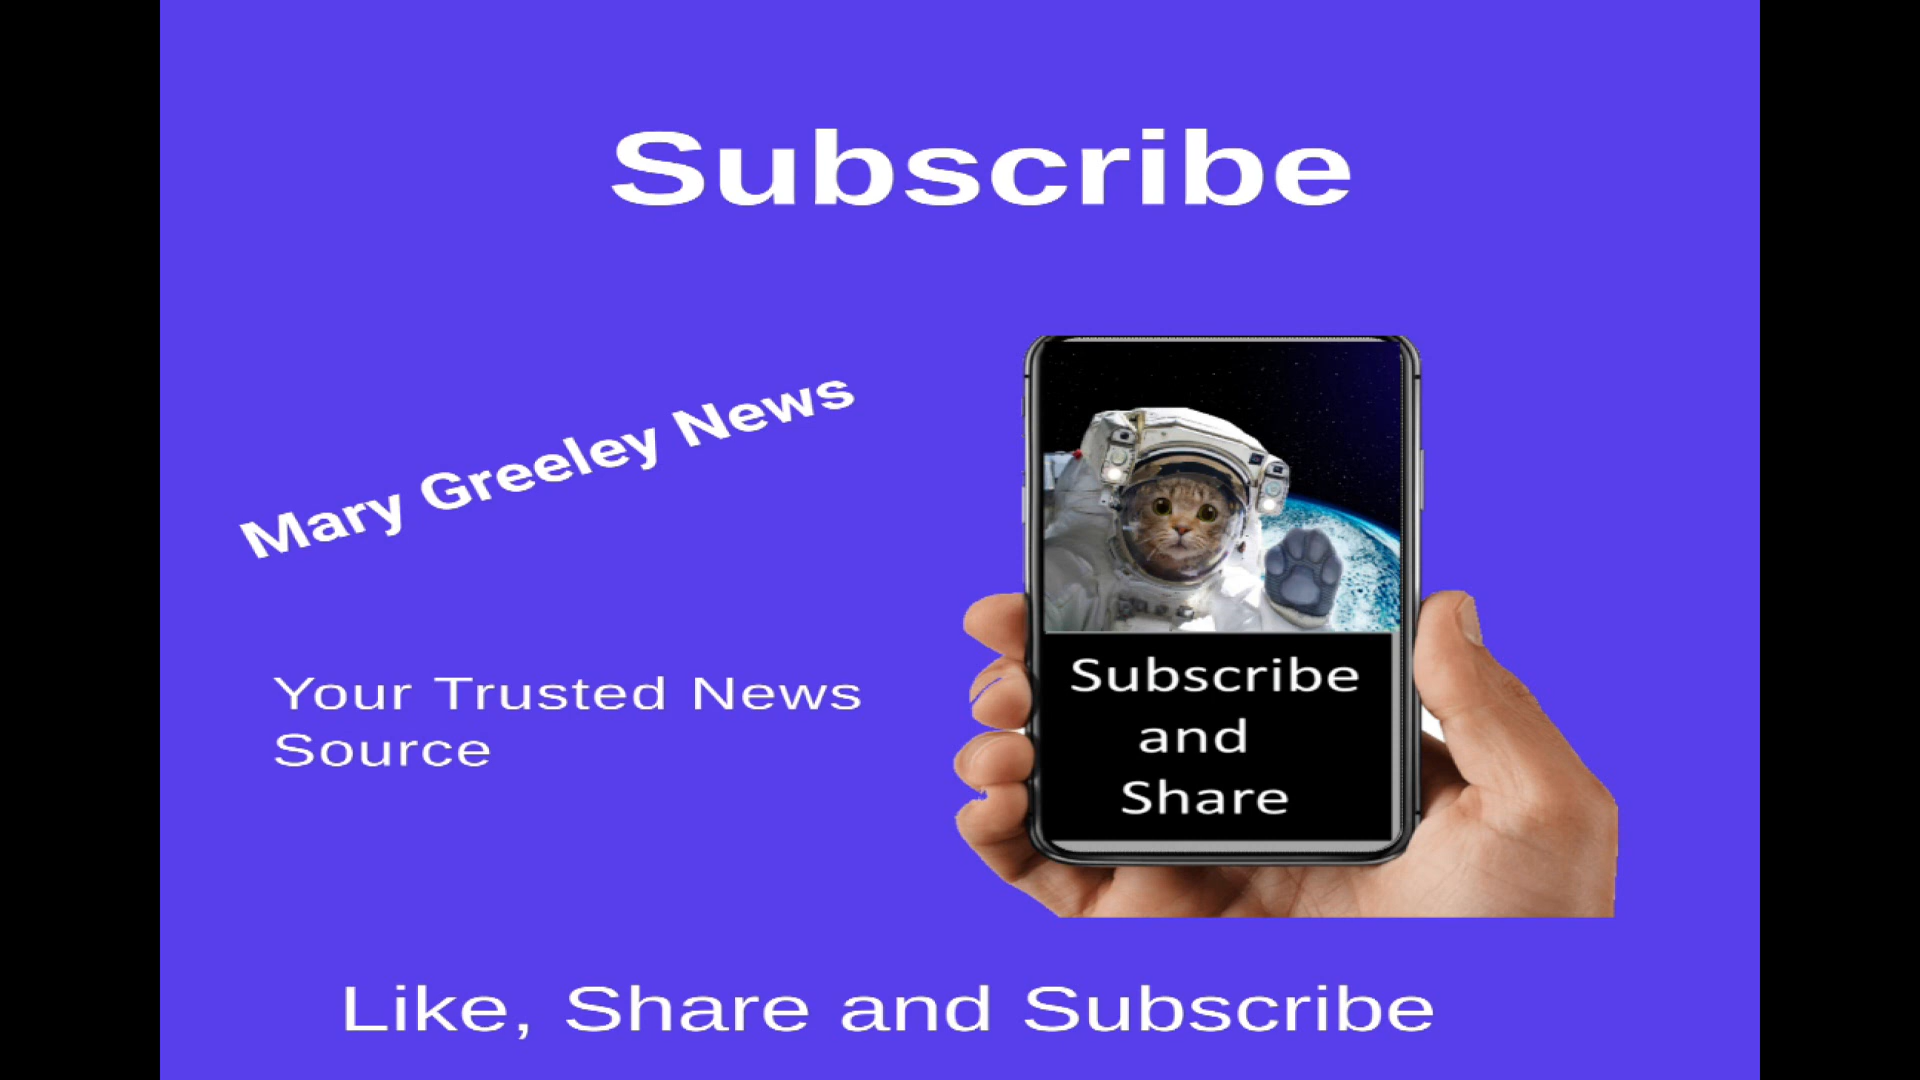 Subscribe
Mary Greeley News
Your Trusted News
Source
Subscribe
and
Share
Like, Share and Subscribe